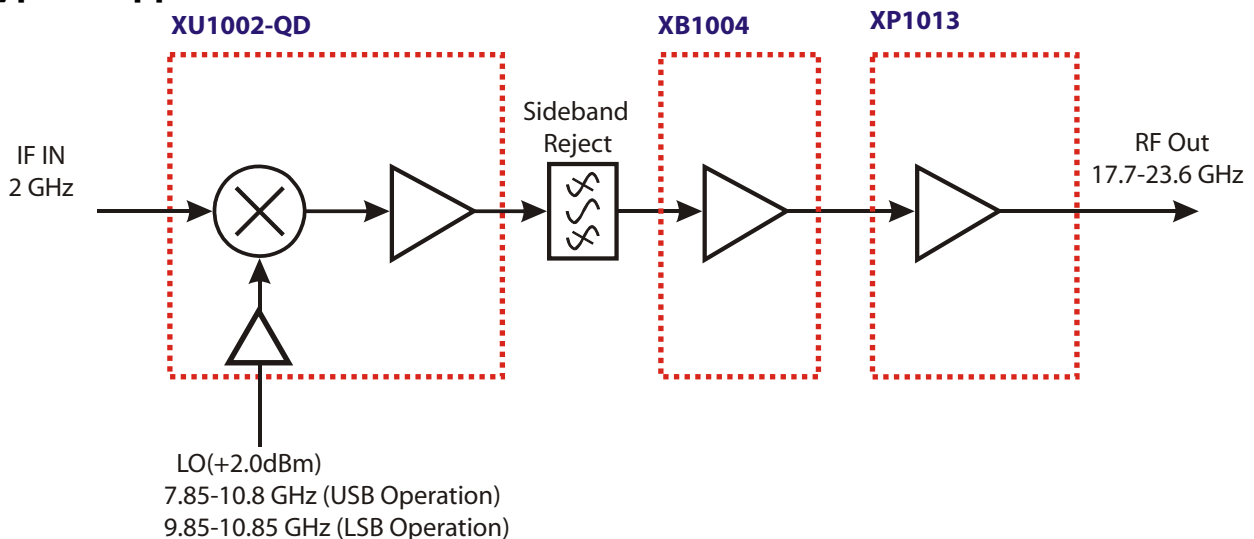 XU1002-QD
XB1004
XP1013
Sideband
Reject
IF IN
2 GHz
RF Out
17.7-23.6 GHz
LO(+2.0dBm)
7.85-10.8 GHz (USB Operation)
9.85-10.85 GHz (LSB Operation)